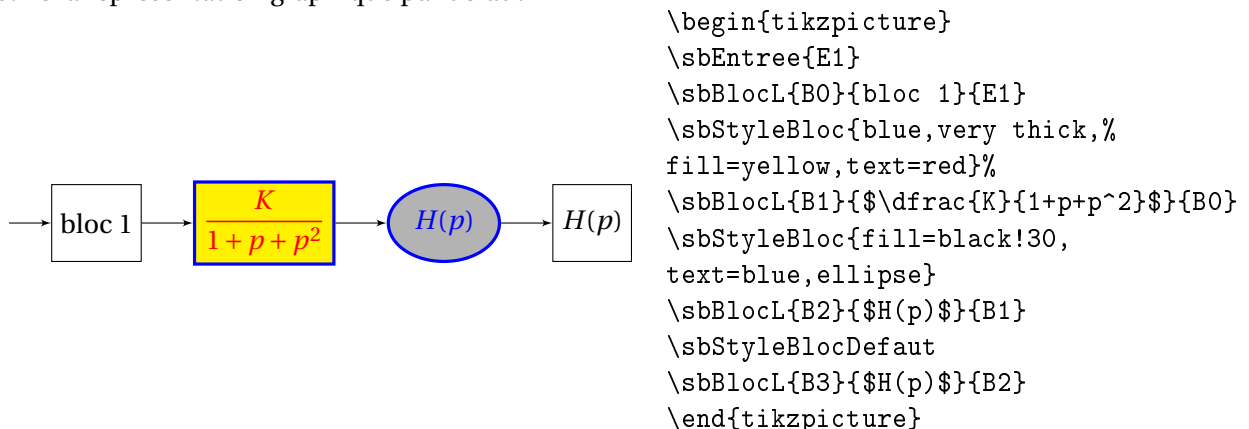 bloc 1
K
1 + p + p²
H(p)
H(p)
\begin{tikzpicture}
\sbEntree{E1}
\sbBlocL{B0}{bloc 1}{E1}
\sbStyleBloc{blue,very thick,%
fill=yellow,text=red}%
\sbBlocL{B1}{$\dfrac{K}{1+p+p^2}$}{B0}
\sbStyleBloc{fill=black!30,
text=blue,ellipse}
\sbBlocL{B2}{$H(p)$}{B1}
\sbStyleBlocDefaut
\sbBlocL{B3}{$H(p)$}{B2}
\end{tikzpicture}